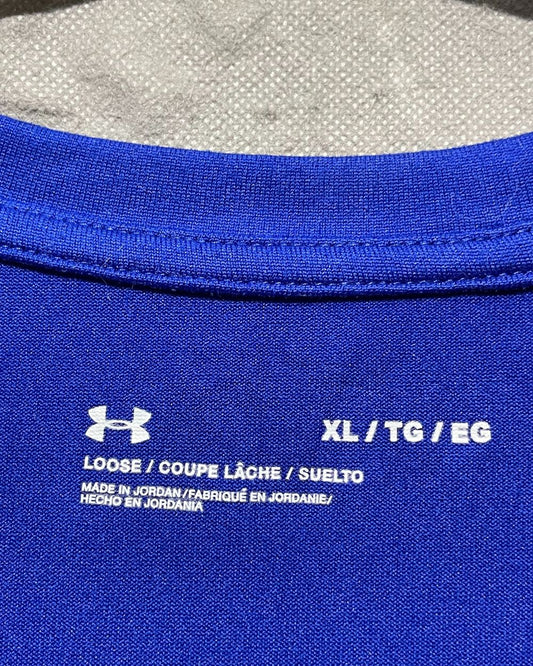 XL / TG / EG
LOOSE / COUPE LÂCHE / SUELTO
MADE IN JORDAN / FABRIQUÉ EN JORDANIE /
HECHO EN JORDANIA